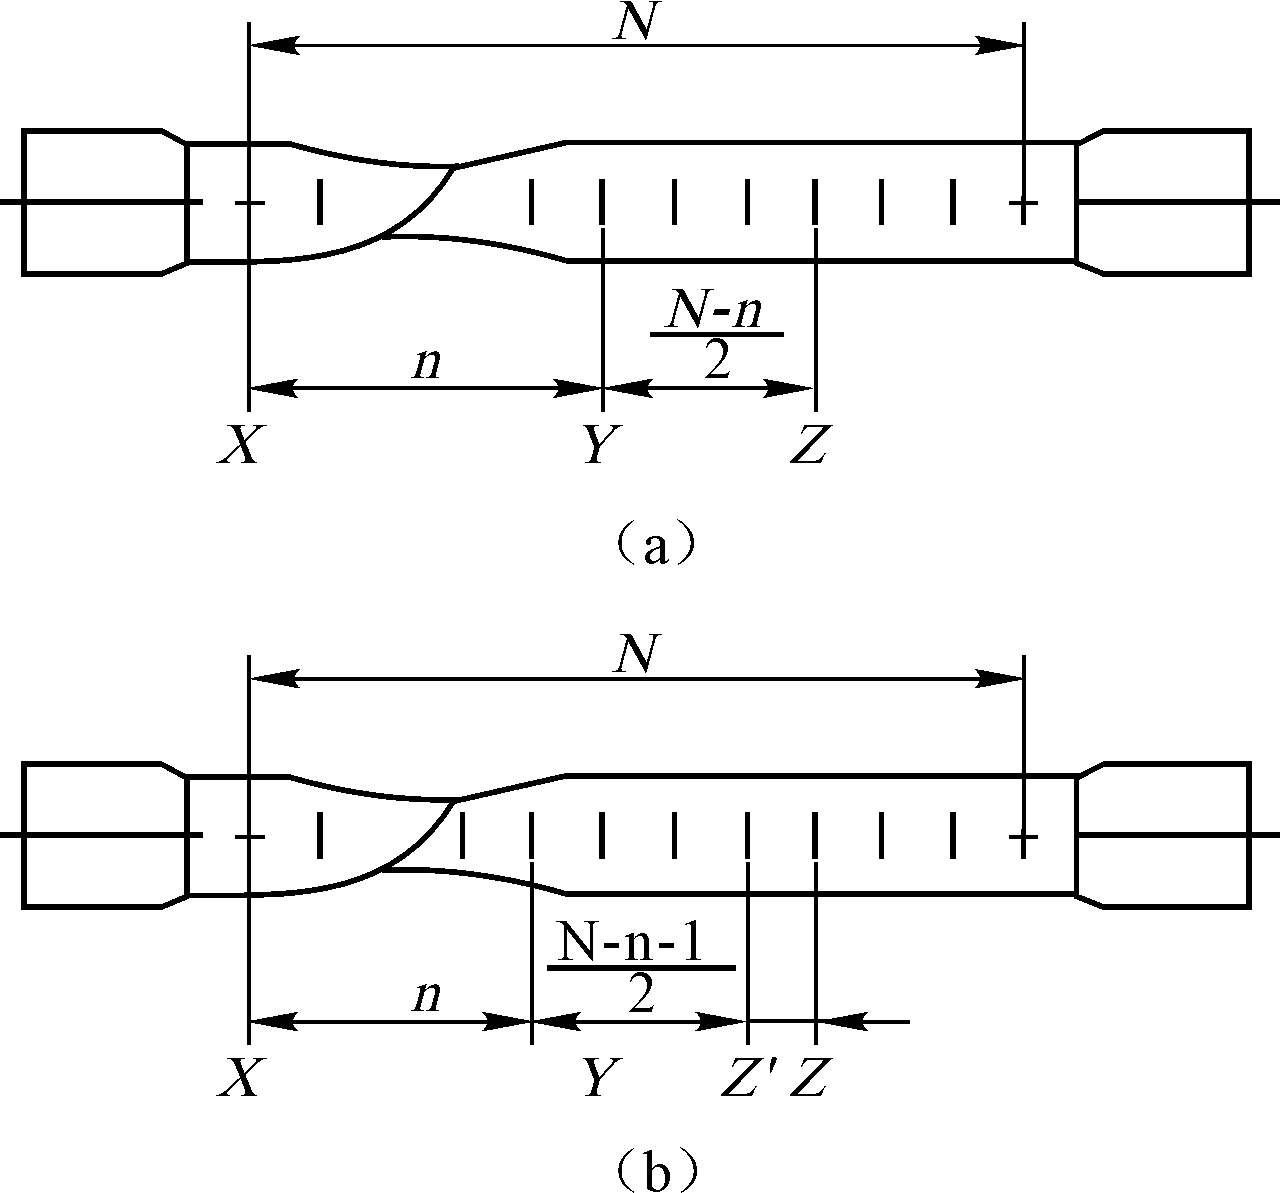 N
N-n
2
n
X Y Z
（a）
N
N-n-1
2
n
X Y Z' Z
（b）